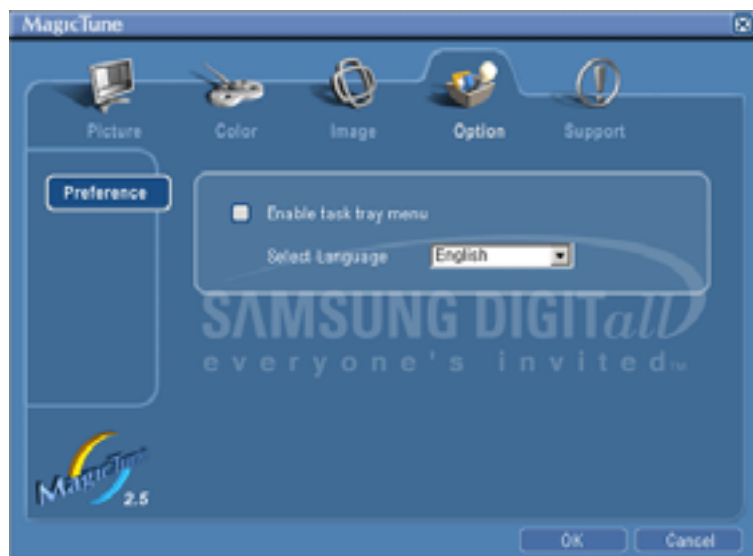 MagicTune
Picture Color Image Option Support
Preference
Enable task tray menu
Select Language English
SAMSUNG DIGITall
everyone's invited™
MagicTune
2.5
OK Cancel